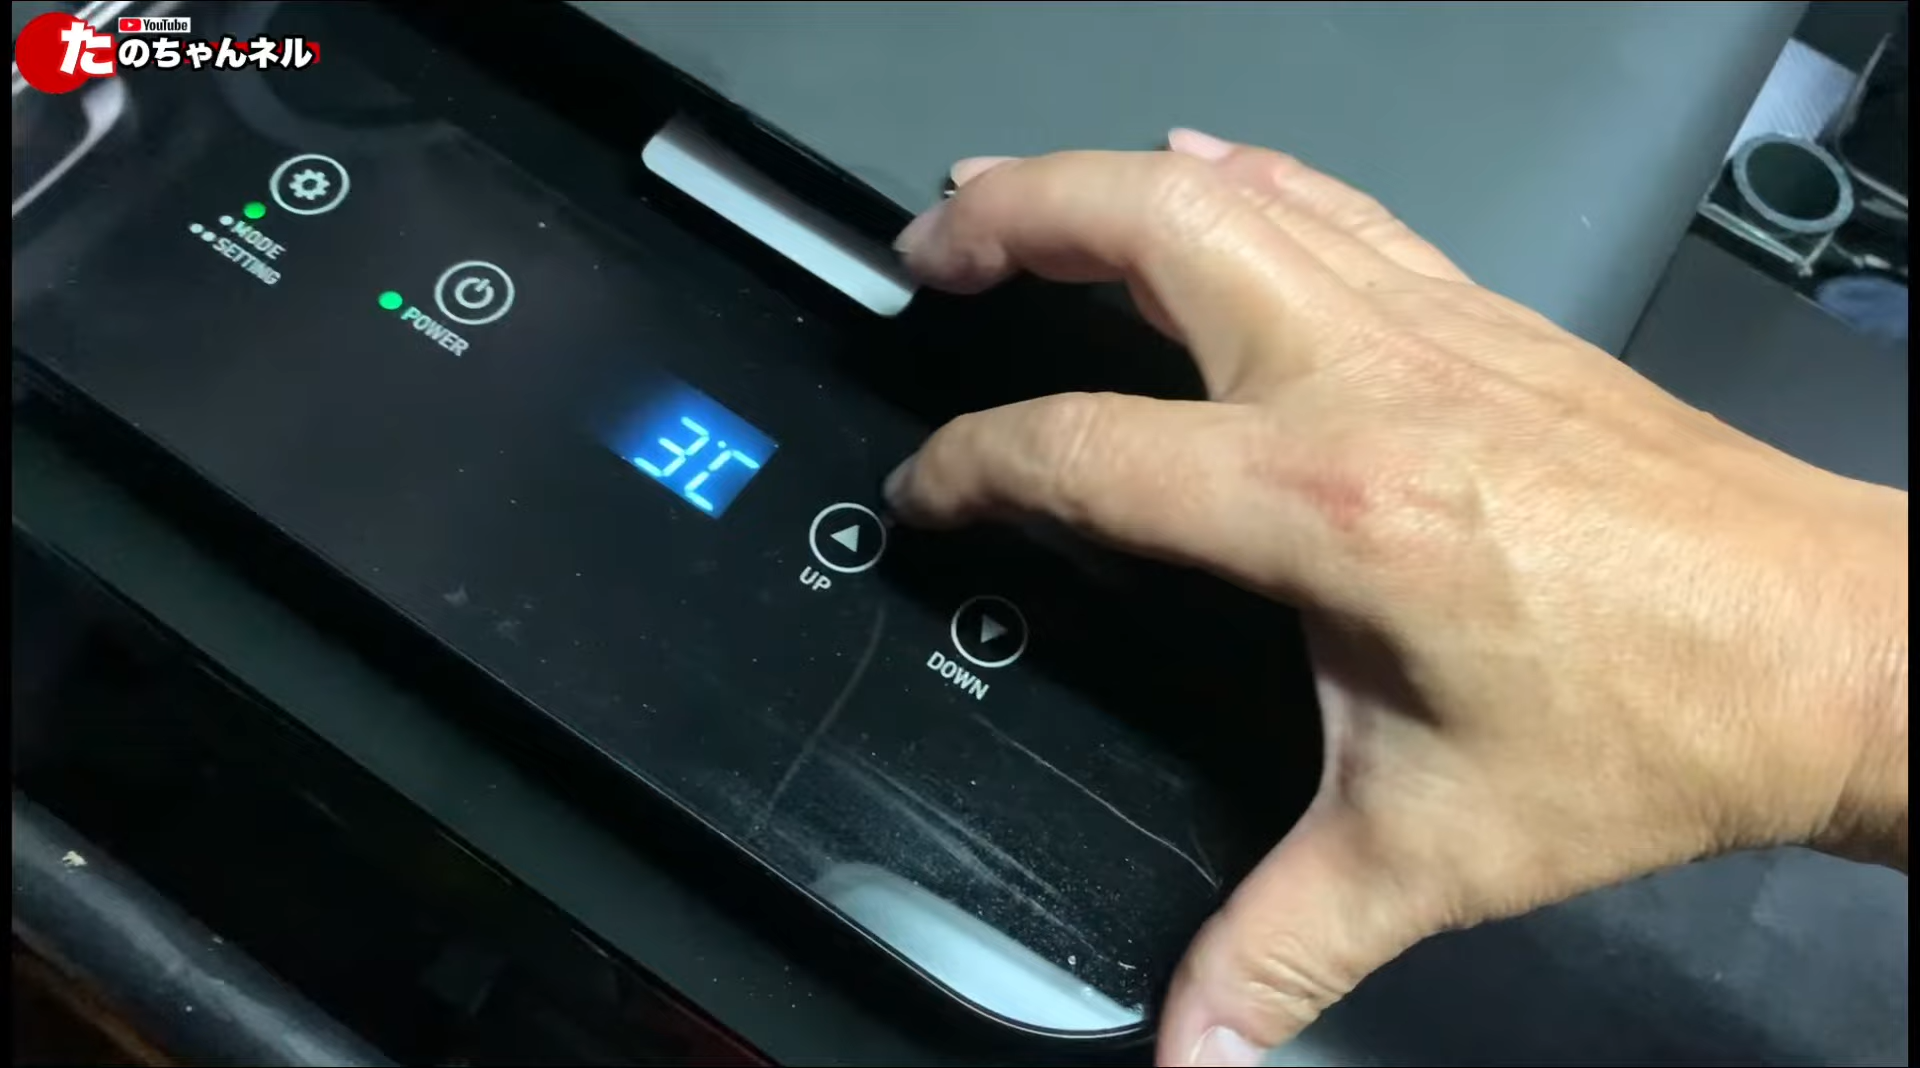 YouTube
たのちゃんネル
MODE
SETTING
POWER
3℃
UP
DOWN